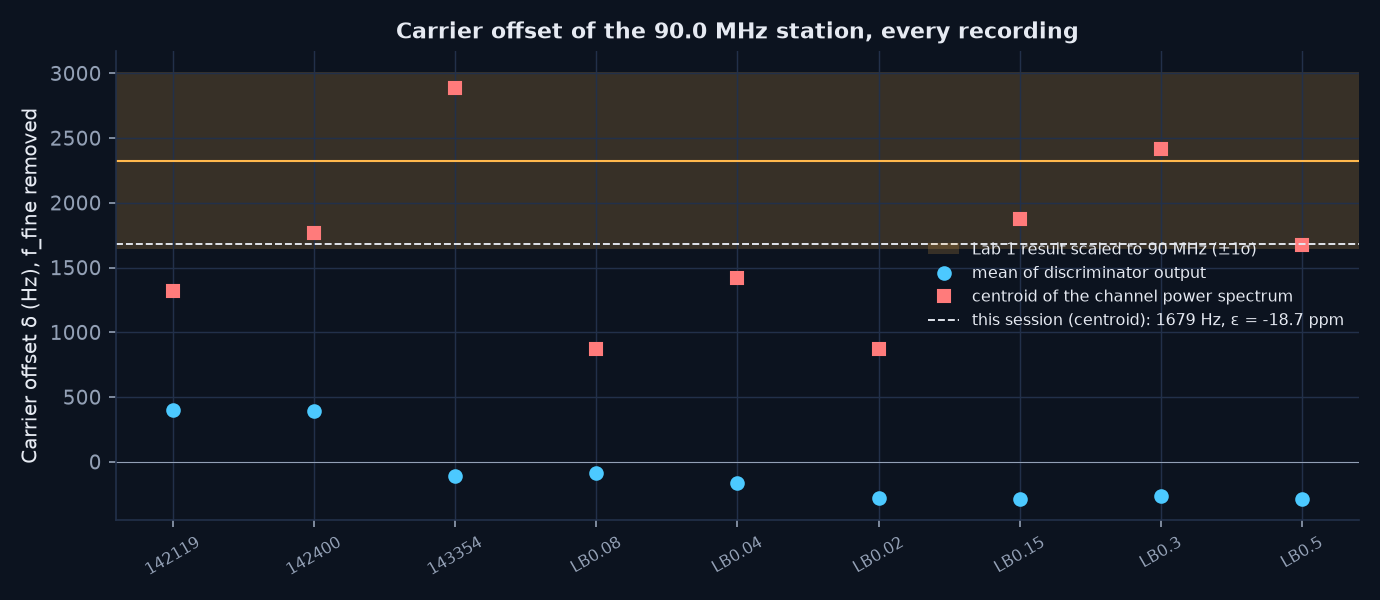 Carrier offset of the 90.0 MHz station, every recording
Carrier offset δ (Hz), f_fine removed
3000
2500
2000
1500
1000
500
0
Lab 1 result scaled to 90 MHz (±1σ)
mean of discriminator output
centroid of the channel power spectrum
this session (centroid): 1679 Hz, ε = -18.7 ppm
142119
142400
143354
LB0.08
LB0.04
LB0.02
LB0.15
LB0.3
LB0.5